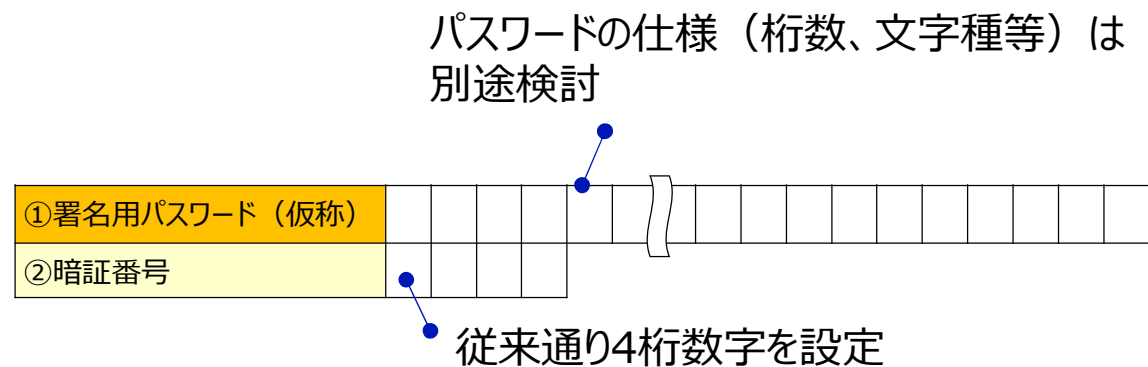 パスワードの仕様（桁数、文字種等）は
別途検討
①署名用パスワード（仮称）
②暗証番号
従来通り4桁数字を設定